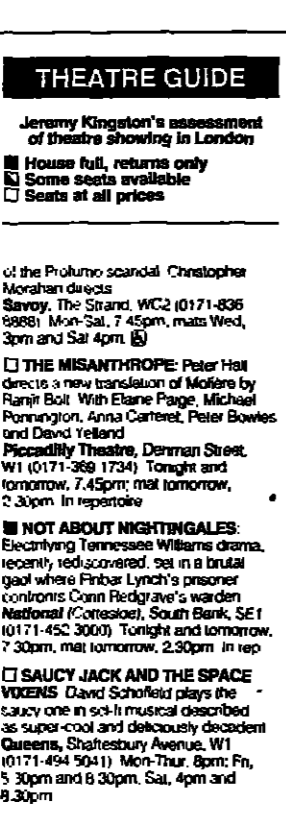 THEATRE GUIDE
Jeremy Kingston's assessment
of theatre showing in London
■ House full, returns only
Some seats available
□ Seats at all prices
of the Profumo scandal Christopher
Morahan directs
Savoy, The Strand, WC2 (0171-836
8888) Mon-Sat, 7 45pm, mats Wed,
3pm and Sat 4pm
□ THE MISANTHROPE: Peter Hall
directs a new translation of Molière by
Ranjit Bolt With Elaine Paige, Michael
Pennington, Anna Carteret, Peter Bowles
and David Yelland
Piccadilly Theatre, Denman Street,
W1 (0171-369 1734) Tonight and
tomorrow, 7.45pm; mat tomorrow,
2 30pm In repertoire
■ NOT ABOUT NIGHTINGALES:
Electrifying Tennessee Williams drama,
recently rediscovered, set in a brutal
gaol where Finbar Lynch's prisoner
confronts Corin Redgrave's warden
National (Cottesloe), South Bank, SE1
(0171-452 3000) Tonight and tomorrow,
7 30pm, mat tomorrow, 2.30pm In rep
□ SAUCY JACK AND THE SPACE
VIXENS David Schofield plays the
saucy one in sci-fi musical described
as super-cool and deliciously decadent
Queens, Shaftesbury Avenue, W1
(0171-494 5041) Mon-Thur, 8pm; Fri,
5 30pm and 8 30pm, Sat, 4pm and
8.30pm